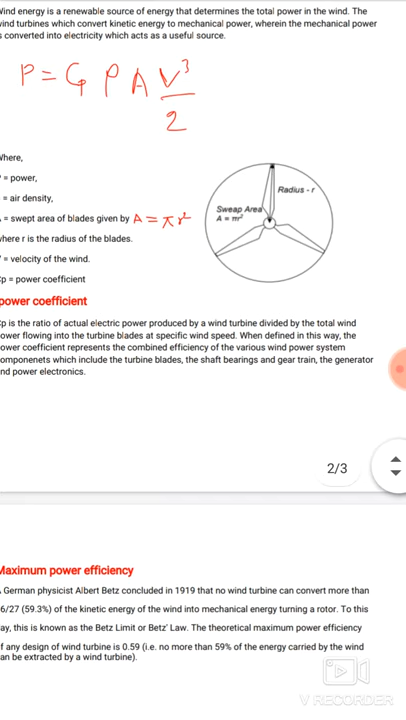 Wind energy is a renewable source of energy that determines the total power in the wind. The
wind turbines which convert kinetic energy to mechanical power, wherein the mechanical power
s converted into electricity which acts as a useful source.
P = Cp ρ A V³/2
Where,
= power,
= air density,
= swept area of blades given by A = πr²
where r is the radius of the blades.
= velocity of the wind.
Cp = power coefficient
Radius - r
Sweap Area
A = πr²
power coefficient
Cp is the ratio of actual electric power produced by a wind turbine divided by the total wind
power flowing into the turbine blades at specific wind speed. When defined in this way, the
power coefficient represents the combined efficiency of the various wind power system
componenets which include the turbine blades, the shaft bearings and gear train, the generator
and power electronics.
2/3
Maximum power efficiency
German physicist Albert Betz concluded in 1919 that no wind turbine can convert more than
6/27 (59.3%) of the kinetic energy of the wind into mechanical energy turning a rotor. To this
day, this is known as the Betz Limit or Betz' Law. The theoretical maximum power efficiency
of any design of wind turbine is 0.59 (i.e. no more than 59% of the energy carried by the wind
can be extracted by a wind turbine).
V RECORDER